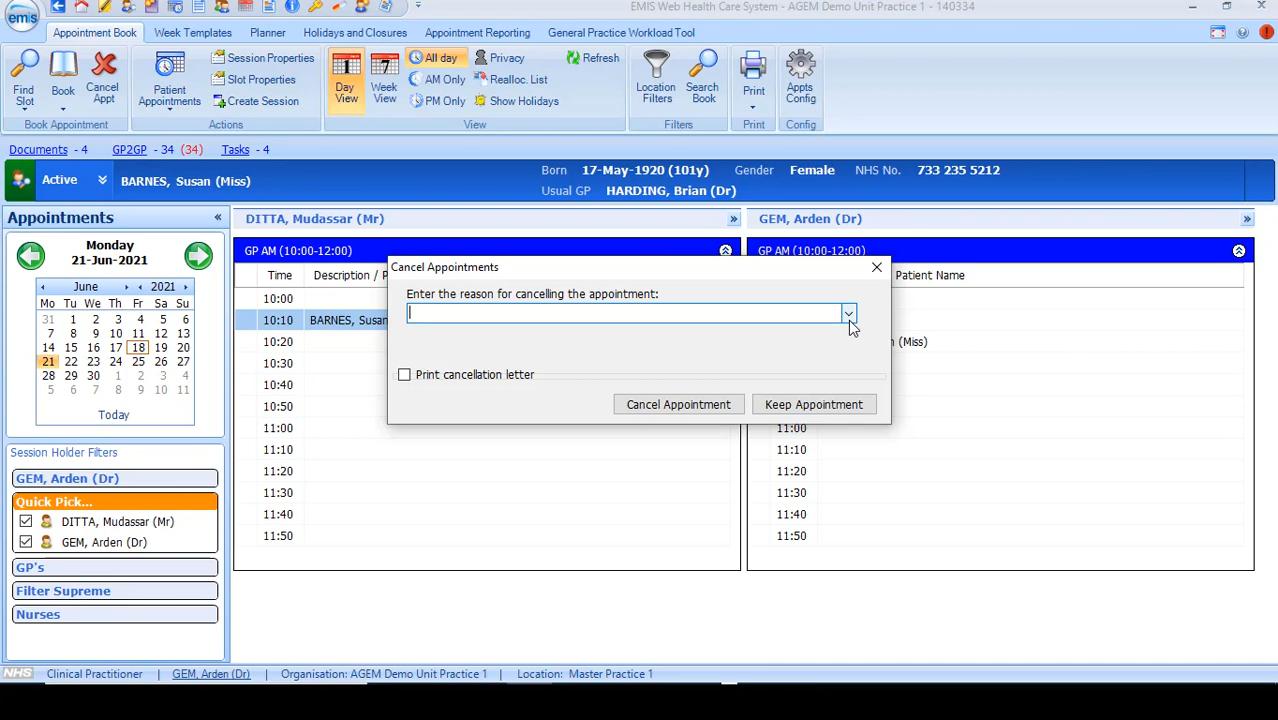 EMIS Web Health Care System - AGEM Demo Unit Practice 1 - 140334
emis
Appointment Book Week Templates Planner Holidays and Closures Appointment Reporting General Practice Workload Tool
Find Slot Book Cancel Appt Patient Appointments Session Properties Slot Properties Create Session
1 Day View 7 Week View All day AM Only PM Only Privacy Realloc. List Show Holidays Refresh
Location Filters Search Book Print Appts Config
Book Appointment Actions View Filters Print Config
Documents - 4 GP2GP - 34 (34) Tasks - 4
Active BARNES, Susan (Miss) Born 17-May-1920 (101y) Gender Female NHS No. 733 235 5212
Usual GP HARDING, Brian (Dr)
Appointments «
Monday
21-Jun-2021
June 2021
Mo Tu We Th Fr Sa Su
31 1 2 3 4 5 6
7 8 9 10 11 12 13
14 15 16 17 18 19 20
21 22 23 24 25 26 27
28 29 30 1 2 3 4
5 6 7 8 9 10 11
Today
Session Holder Filters
GEM, Arden (Dr)
Quick Pick...
DITTA, Mudassar (Mr)
GEM, Arden (Dr)
GP's
Filter Supreme
Nurses
DITTA, Mudassar (Mr) »
GP AM (10:00-12:00)
Time Description / P
10:00
10:10 BARNES, Susan
10:20
10:30
10:40
10:50
11:00
11:10
11:20
11:30
11:40
11:50
Cancel Appointments
Enter the reason for cancelling the appointment:
Print cancellation letter
Cancel Appointment Keep Appointment
GEM, Arden (Dr) »
GP AM (10:00-12:00)
Patient Name
n (Miss)
11:00
11:10
11:20
11:30
11:40
11:50
NHS Clinical Practitioner GEM, Arden (Dr) Organisation: AGEM Demo Unit Practice 1 Location: Master Practice 1